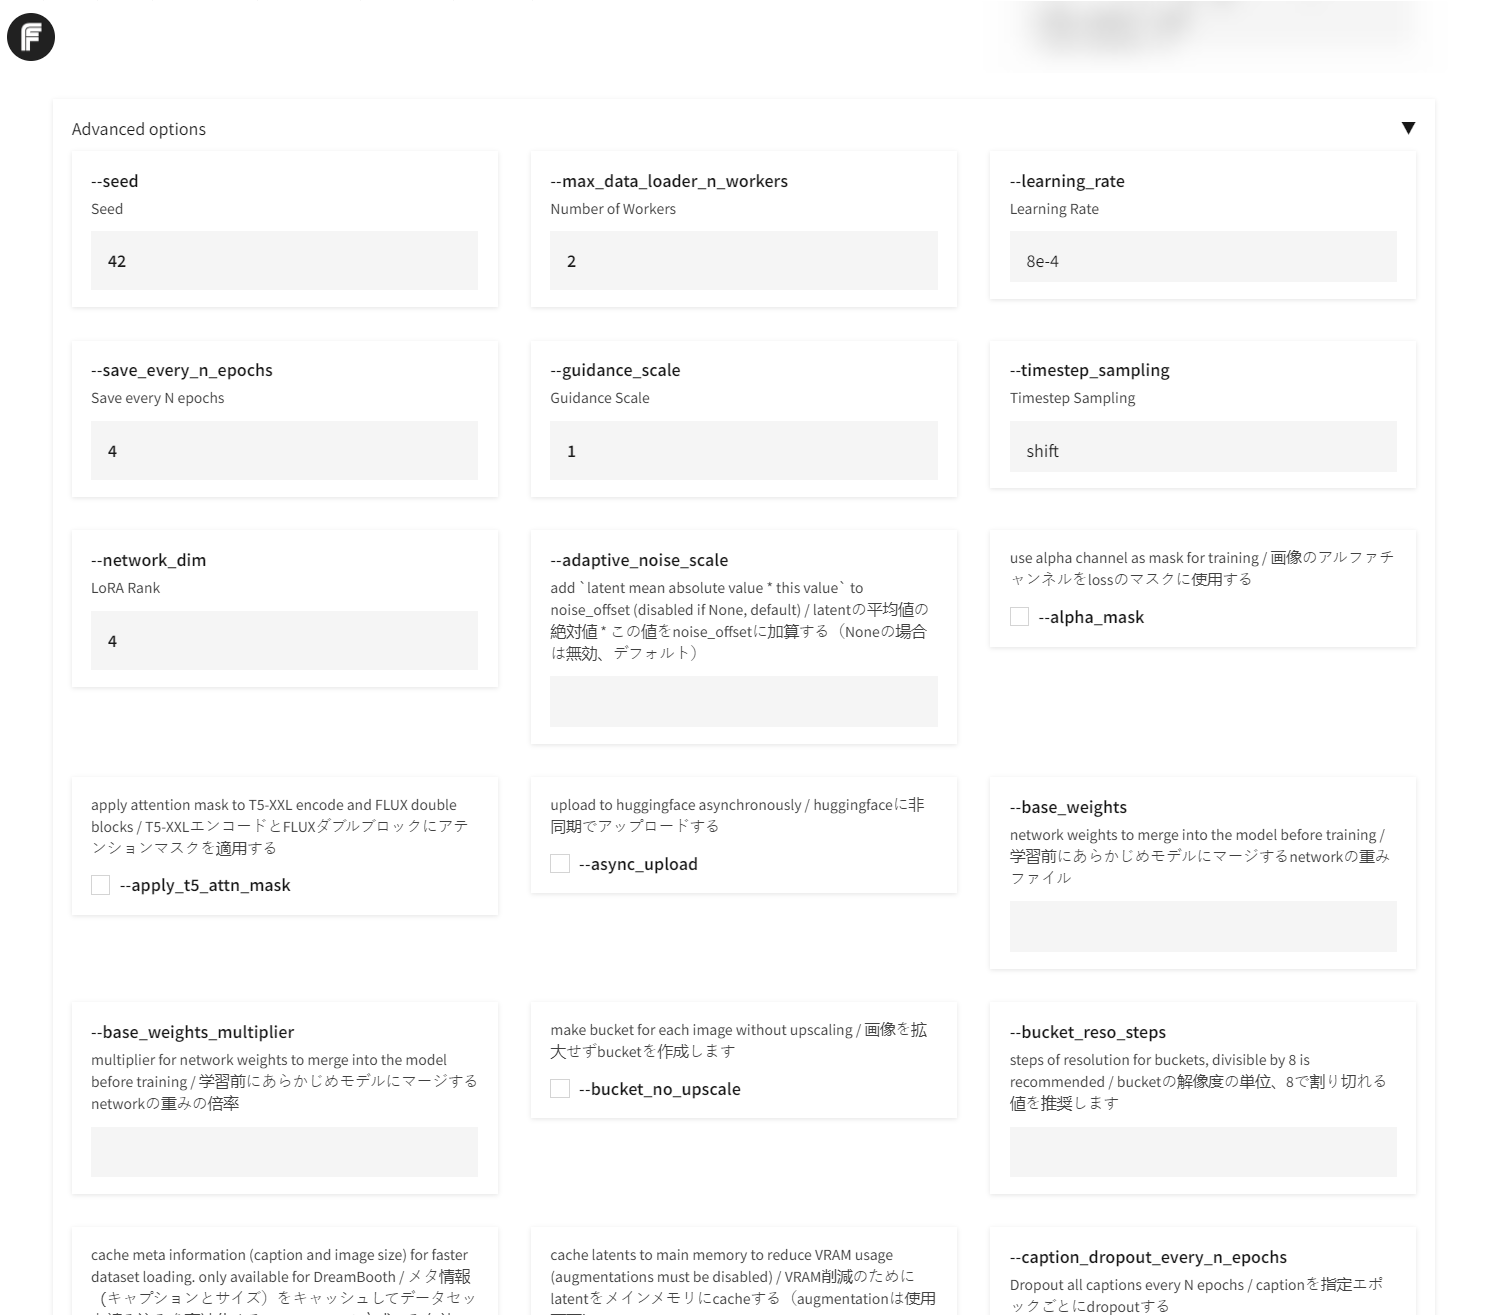 Advanced options
▼
--seed
Seed
42
--max_data_loader_n_workers
Number of Workers
2
--learning_rate
Learning Rate
8e-4
--save_every_n_epochs
Save every N epochs
4
--guidance_scale
Guidance Scale
1
--timestep_sampling
Timestep Sampling
shift
--network_dim
LoRA Rank
4
--adaptive_noise_scale
add `latent mean absolute value * this value` to
noise_offset (disabled if None, default) / latentの平均値の
絶対値 * この値をnoise_offsetに加算する（Noneの場合
は無効、デフォルト）
use alpha channel as mask for training / 画像のアルファチ
ャンネルをlossのマスクに使用する
--alpha_mask
apply attention mask to T5-XXL encode and FLUX double
blocks / T5-XXLエンコードとFLUXダブルブロックにアテ
ンションマスクを適用する
--apply_t5_attn_mask
upload to huggingface asynchronously / huggingfaceに非
同期でアップロードする
--async_upload
--base_weights
network weights to merge into the model before training /
学習前にあらかじめモデルにマージするnetworkの重み
ファイル
--base_weights_multiplier
multiplier for network weights to merge into the model
before training / 学習前にあらかじめモデルにマージする
networkの重みの倍率
make bucket for each image without upscaling / 画像を拡
大せずbucketを作成します
--bucket_no_upscale
--bucket_reso_steps
steps of resolution for buckets, divisible by 8 is
recommended / bucketの解像度の単位、8で割り切れる
値を推奨します
cache meta information (caption and image size) for faster
dataset loading. only available for DreamBooth / メタ情報
（キャプションとサイズ）をキャッシュしてデータセッ
cache latents to main memory to reduce VRAM usage
(augmentations must be disabled) / VRAM削減のために
latentをメインメモリにcacheする（augmentationは使用
--caption_dropout_every_n_epochs
Dropout all captions every N epochs / captionを指定エポ
ックごとにdropoutする